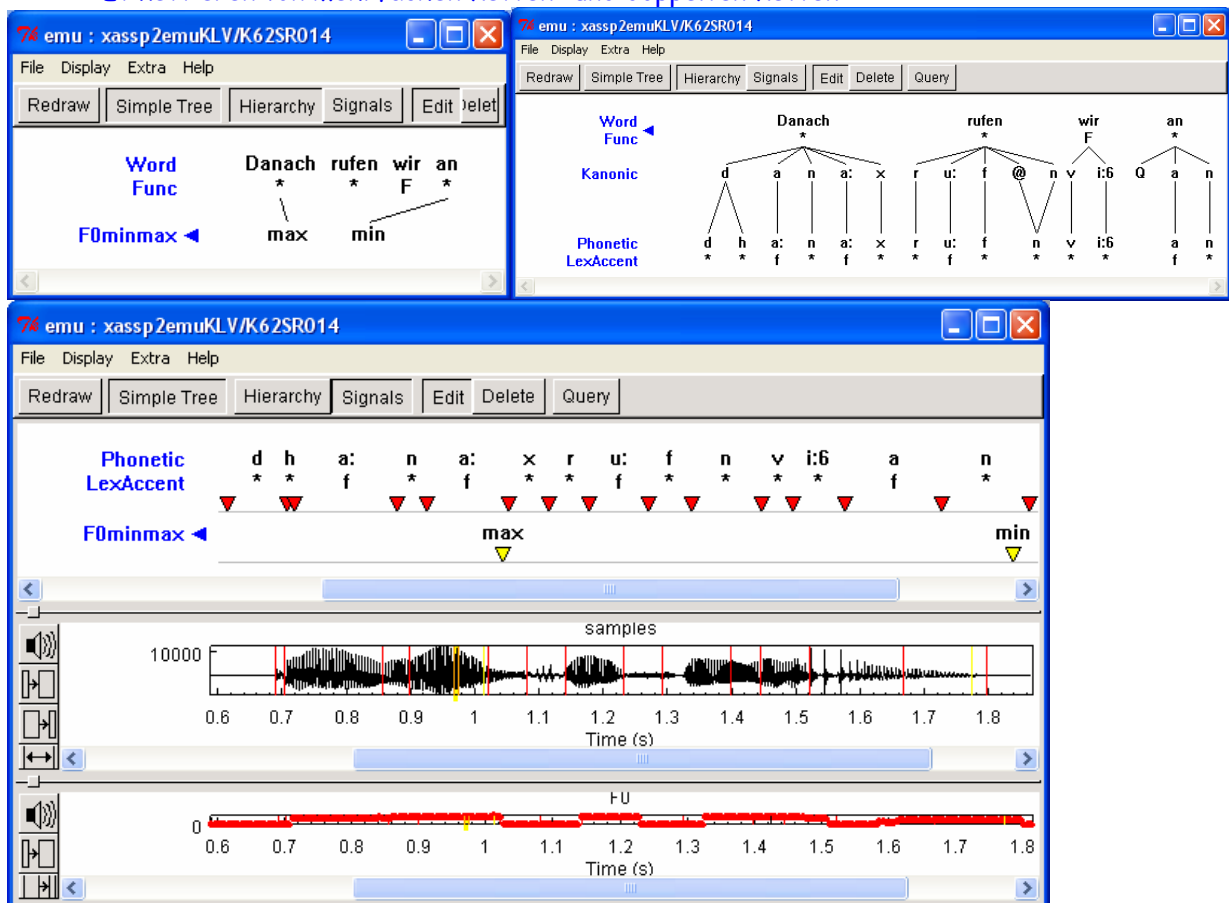 emu : xassp2emuKLV/K62SR014
File Display Extra Help
Redraw Simple Tree Hierarchy Signals Edit Delet
Word Danach rufen wir an
Func * * F *
F0minmax max min
emu : xassp2emuKLV/K62SR014
File Display Extra Help
Redraw Simple Tree Hierarchy Signals Edit Delete Query
Word Danach rufen wir an
Func * * F *
Kanonic d a n a: x r u: f @ n v i:6 Q a n
Phonetic d h a: n a: x r u: f n v i:6 a n
LexAccent * * f * f * * f * * * * f *
emu : xassp2emuKLV/K62SR014
File Display Extra Help
Redraw Simple Tree Hierarchy Signals Edit Delete Query
Phonetic d h a: n a: x r u: f n v i:6 a n
LexAccent * * f * f * * f * * * * f *
F0minmax max min
samples
10000
0.6 0.7 0.8 0.9 1 1.1 1.2 1.3 1.4 1.5 1.6 1.7 1.8
Time (s)
F0
0
0.6 0.7 0.8 0.9 1 1.1 1.2 1.3 1.4 1.5 1.6 1.7 1.8
Time (s)